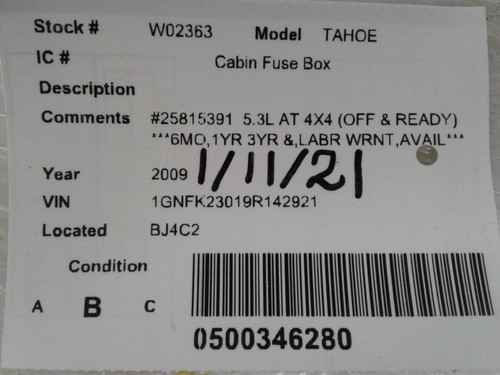 Stock # W02363 Model TAHOE
IC # Cabin Fuse Box
Description
Comments #25815391 5.3L AT 4X4 (OFF & READY)
***6MO,1YR 3YR &,LABR WRNT,AVAIL***
Year 2009 1/11/21
VIN 1GNFK23019R142921
Located BJ4C2
Condition
A B C
0500346280